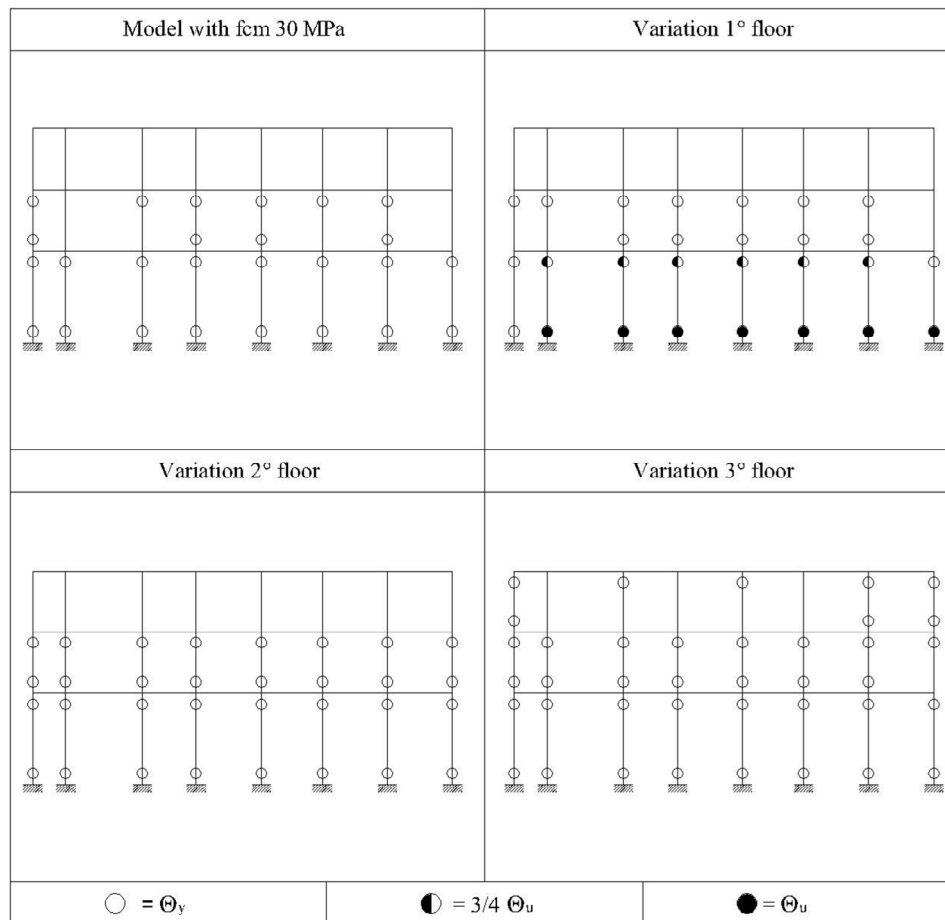 Model with fcm 30 MPa
Variation 1° floor
Variation 2° floor
Variation 3° floor
= Θy
= 3/4 Θu
= Θu